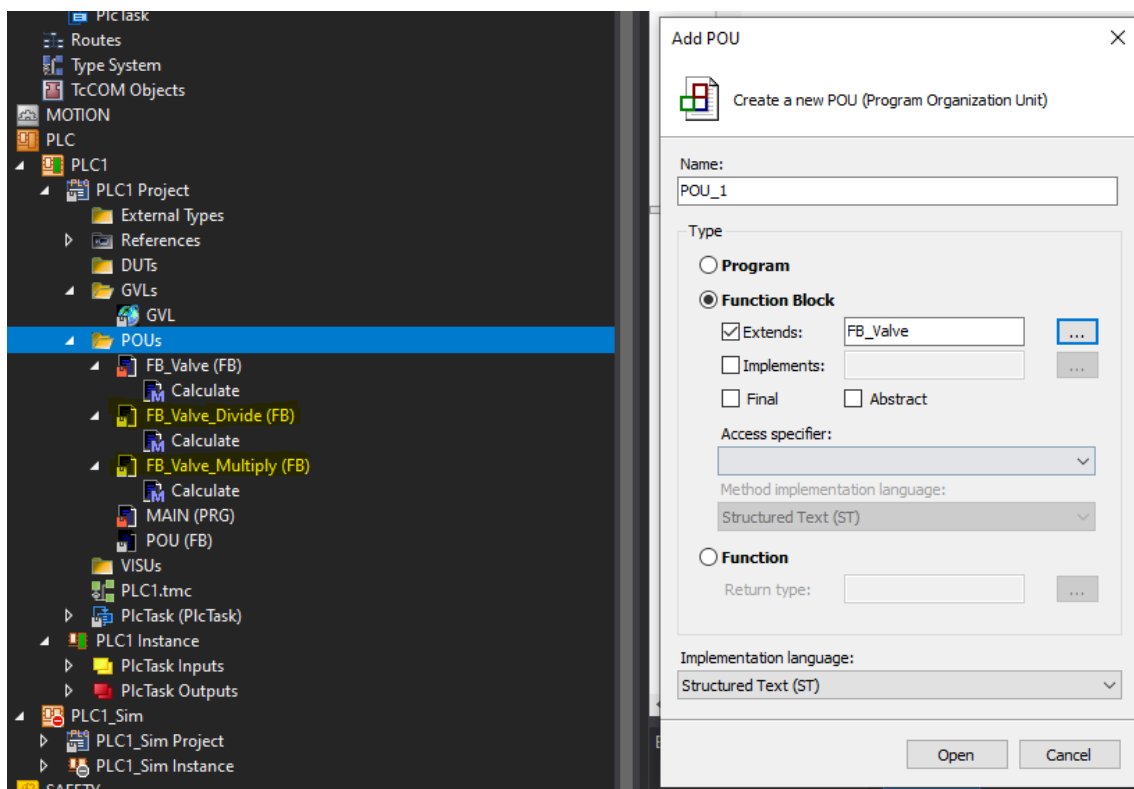 PlcTask
Routes
Type System
TcCOM Objects
MOTION
PLC
PLC1
PLC1 Project
External Types
References
DUTs
GVLs
GVL
POUs
FB_Valve (FB)
Calculate
FB_Valve_Divide (FB)
Calculate
FB_Valve_Multiply (FB)
Calculate
MAIN (PRG)
POU (FB)
VISUs
PLC1.tmc
PlcTask (PlcTask)
PLC1 Instance
PlcTask Inputs
PlcTask Outputs
PLC1_Sim
PLC1_Sim Project
PLC1_Sim Instance
SAFETY
Add POU
Create a new POU (Program Organization Unit)
Name:
POU_1
Type
Program
Function Block
Extends: FB_Valve ...
Implements: ...
Final Abstract
Access specifier:
Method implementation language:
Structured Text (ST)
Function
Return type: ...
Implementation language:
Structured Text (ST)
Open Cancel